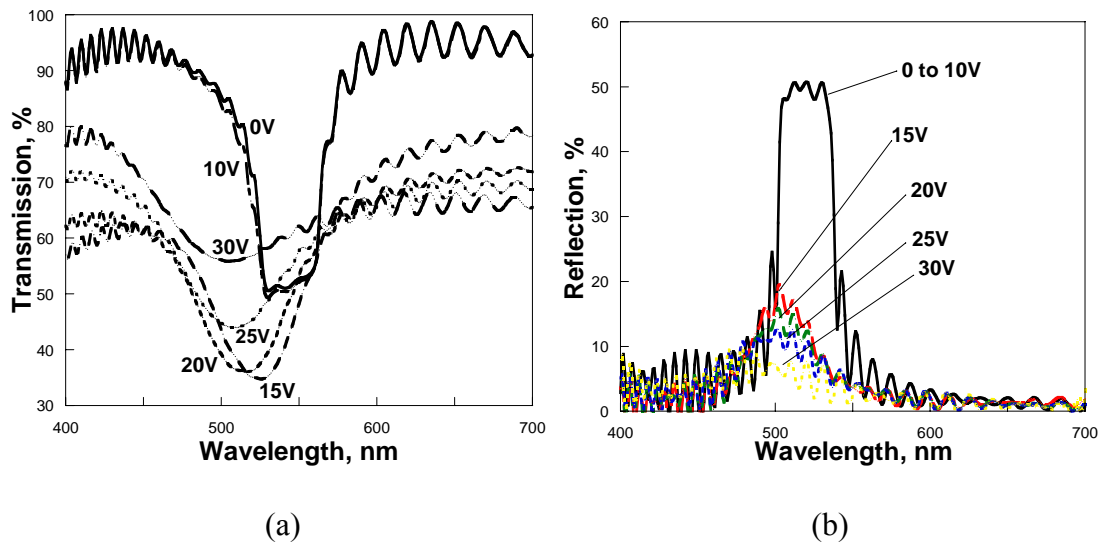 Transmission, %
100
90
80
70
60
50
40
30
0V
10V
30V
25V
20V
15V
400
500
600
700
Wavelength, nm
(a)
Reflection, %
60
50
40
30
20
10
0
0 to 10V
15V
20V
25V
30V
400
500
600
700
Wavelength, nm
(b)